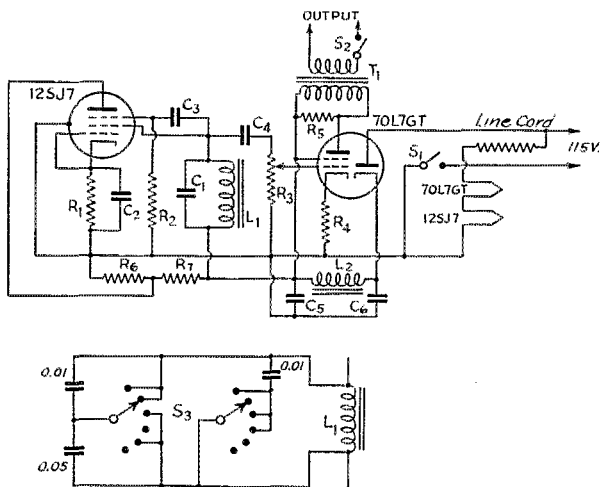 OUTPUT
S2
T1
12SJ7
C3
C4
R5
70L7GT
Line Cord
S1
115V.
70L7GT
12SJ7
R1
C2
R2
C1
L1
R3
R4
R6
R7
L2
C5
C6
0.01
0.01
S3
L1
0.05